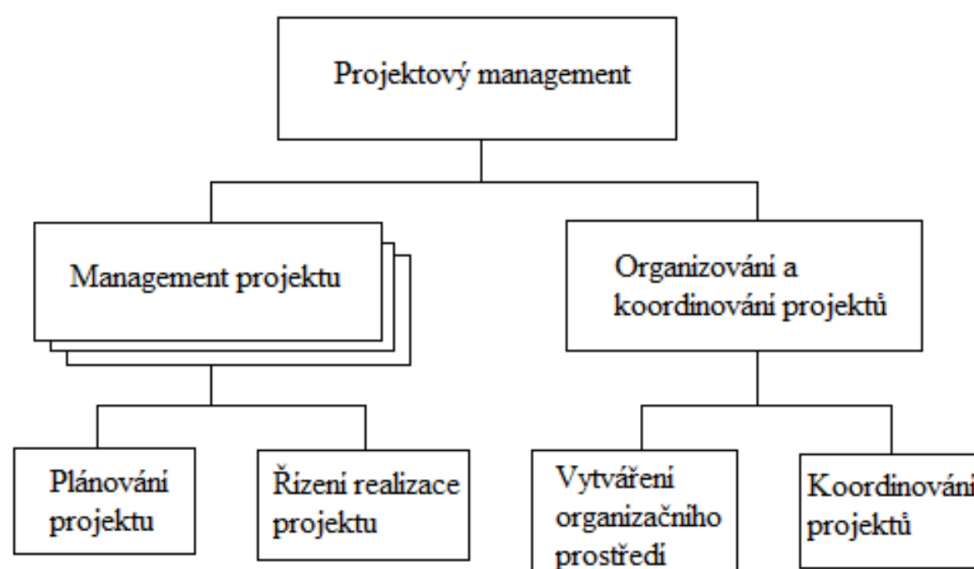 Projektový management
Management projektu
Organizování a
koordinování projektů
Plánování
projektu
Řízení realizace
projektu
Vytváření
organizačního
prostředí
Koordinování
projektů